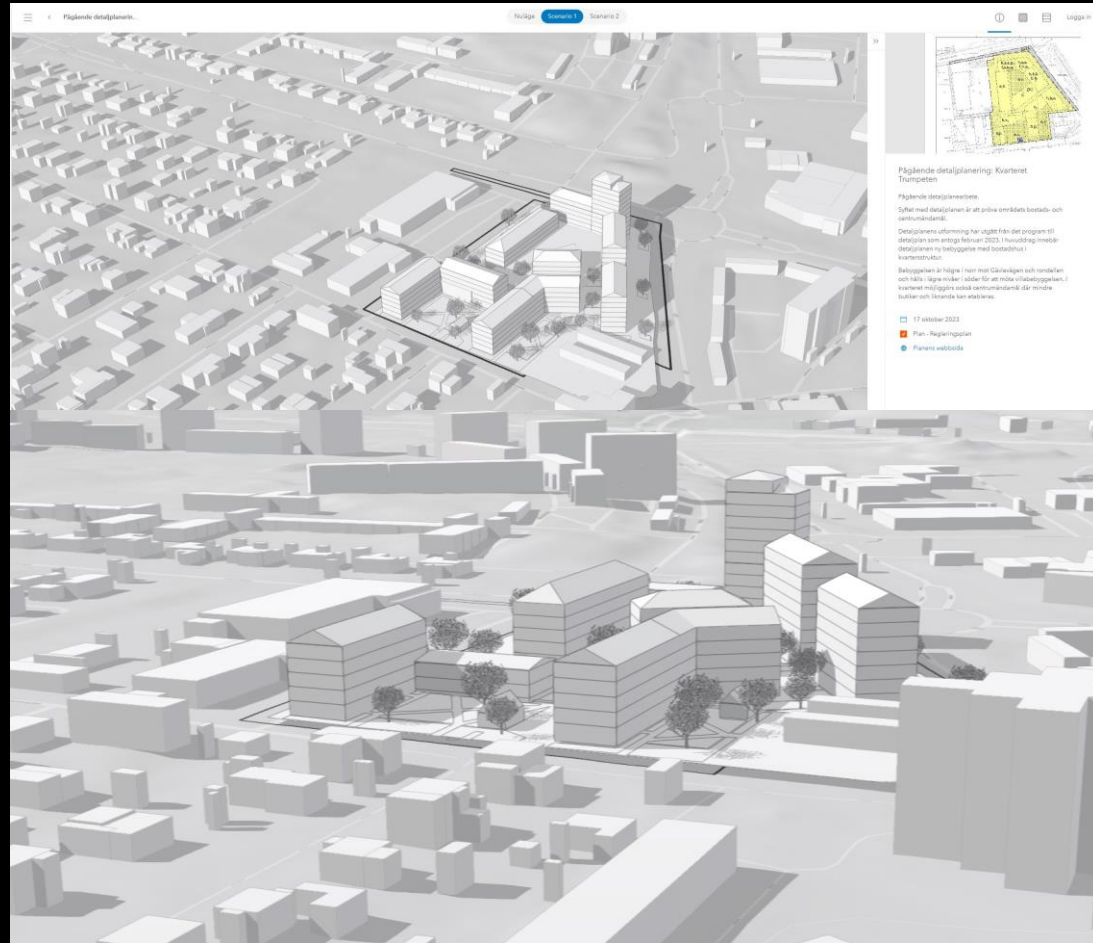 Pågående detaljplanerin...
Nuläge Scenario 1 Scenario 2
Logga in
Pågående detaljplanering: Kvarteret
Trumpeten
Pågående detaljplanearbete.
Syftet med detaljplanen är att pröva områdets bostads- och
centrumändamål.
Detaljplanens utformning har utgått från det program till
detaljplan som antogs februari 2023. I huvuddrag innebär
detaljplanen ny bebyggelse med bostadshus i
kvartersstruktur.
Bebyggelsen är högre i norr mot Gävlevägen och rondellen
och hålls i lägre nivåer i söder för att möta villabebyggelsen. I
kvarteret möjliggörs också centrumändamål där mindre
butiker och liknande kan etableras.
17 oktober 2023
Plan - Regleringsplan
Planens webbsida